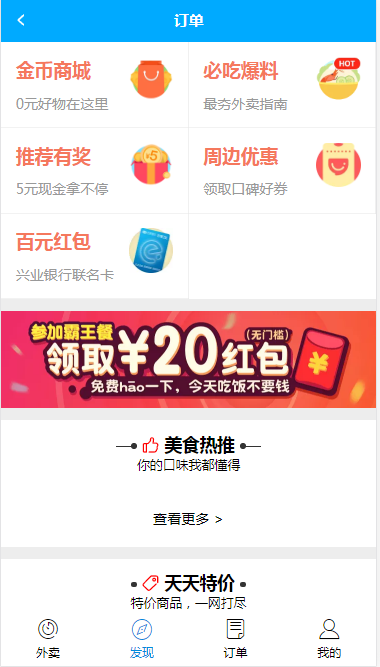 订单
金币商城
0元好物在这里
必吃爆料
最夯外卖指南
HOT
推荐有奖
5元现金拿不停
5
周边优惠
领取口碑好券
百元红包
兴业银行联名卡
参加霸王餐
(无门槛)
领取¥20红包
¥
免费hāo一下，今天吃饭不要钱
美食热推
你的口味我都懂得
查看更多 >
天天特价
特价商品，一网打尽
外卖
发现
订单
我的